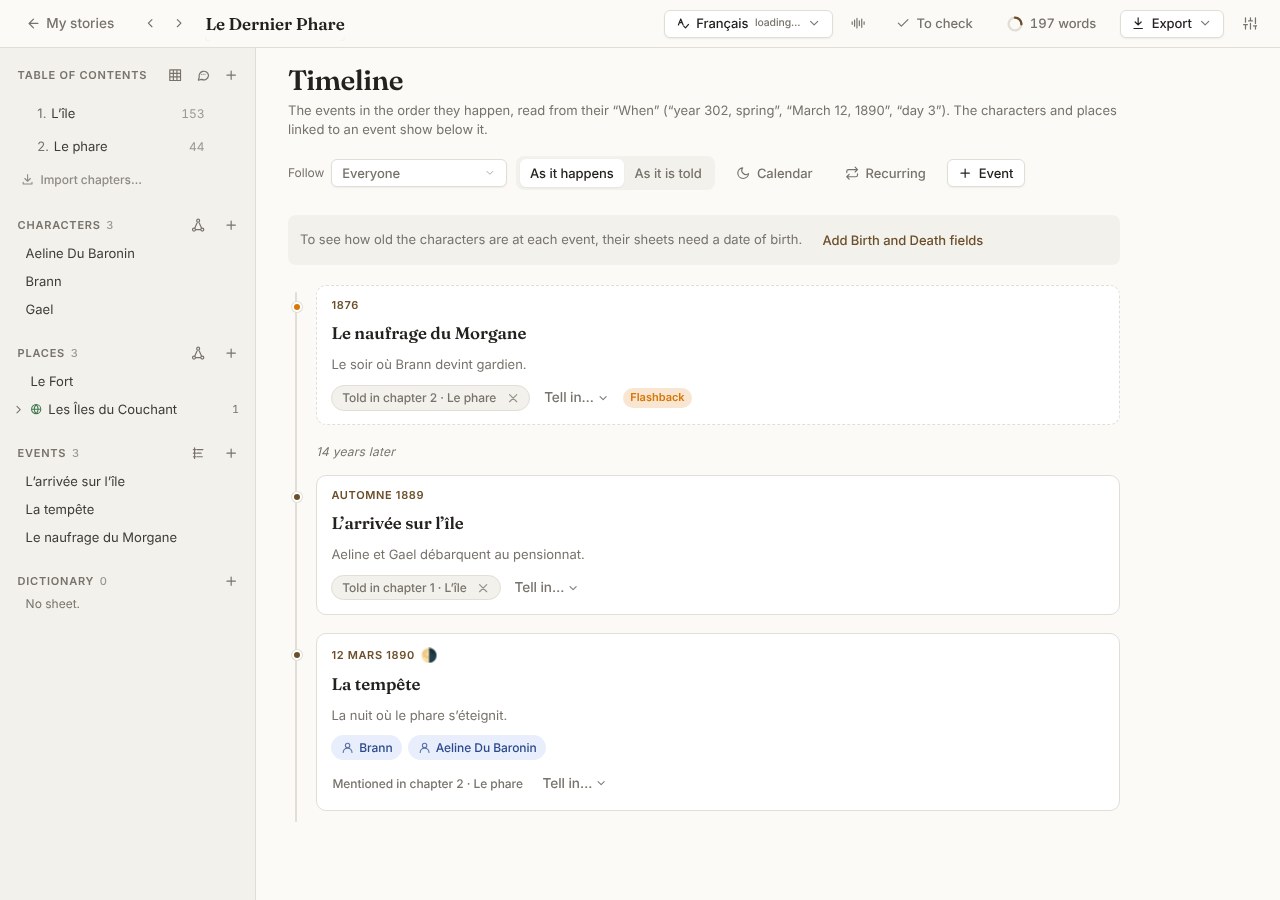 My stories
Le Dernier Phare
Français loading...
To check
197 words
Export
TABLE OF CONTENTS
1. L’île 153
2. Le phare 44
Import chapters...
CHARACTERS 3
Aeline Du Baronin
Brann
Gael
PLACES 3
Le Fort
Les Îles du Couchant 1
EVENTS 3
L’arrivée sur l’île
La tempête
Le naufrage du Morgane
DICTIONARY 0
No sheet.
Timeline
The events in the order they happen, read from their “When” (“year 302, spring”, “March 12, 1890”, “day 3”). The characters and places
linked to an event show below it.
Follow Everyone As it happens As it is told Calendar Recurring Event
To see how old the characters are at each event, their sheets need a date of birth. Add Birth and Death fields
1876
Le naufrage du Morgane
Le soir où Brann devint gardien.
Told in chapter 2 · Le phare Tell in... Flashback
14 years later
AUTOMNE 1889
L’arrivée sur l’île
Aeline et Gael débarquent au pensionnat.
Told in chapter 1 · L’île Tell in...
12 MARS 1890
La tempête
La nuit où le phare s’éteignit.
Brann Aeline Du Baronin
Mentioned in chapter 2 · Le phare Tell in...